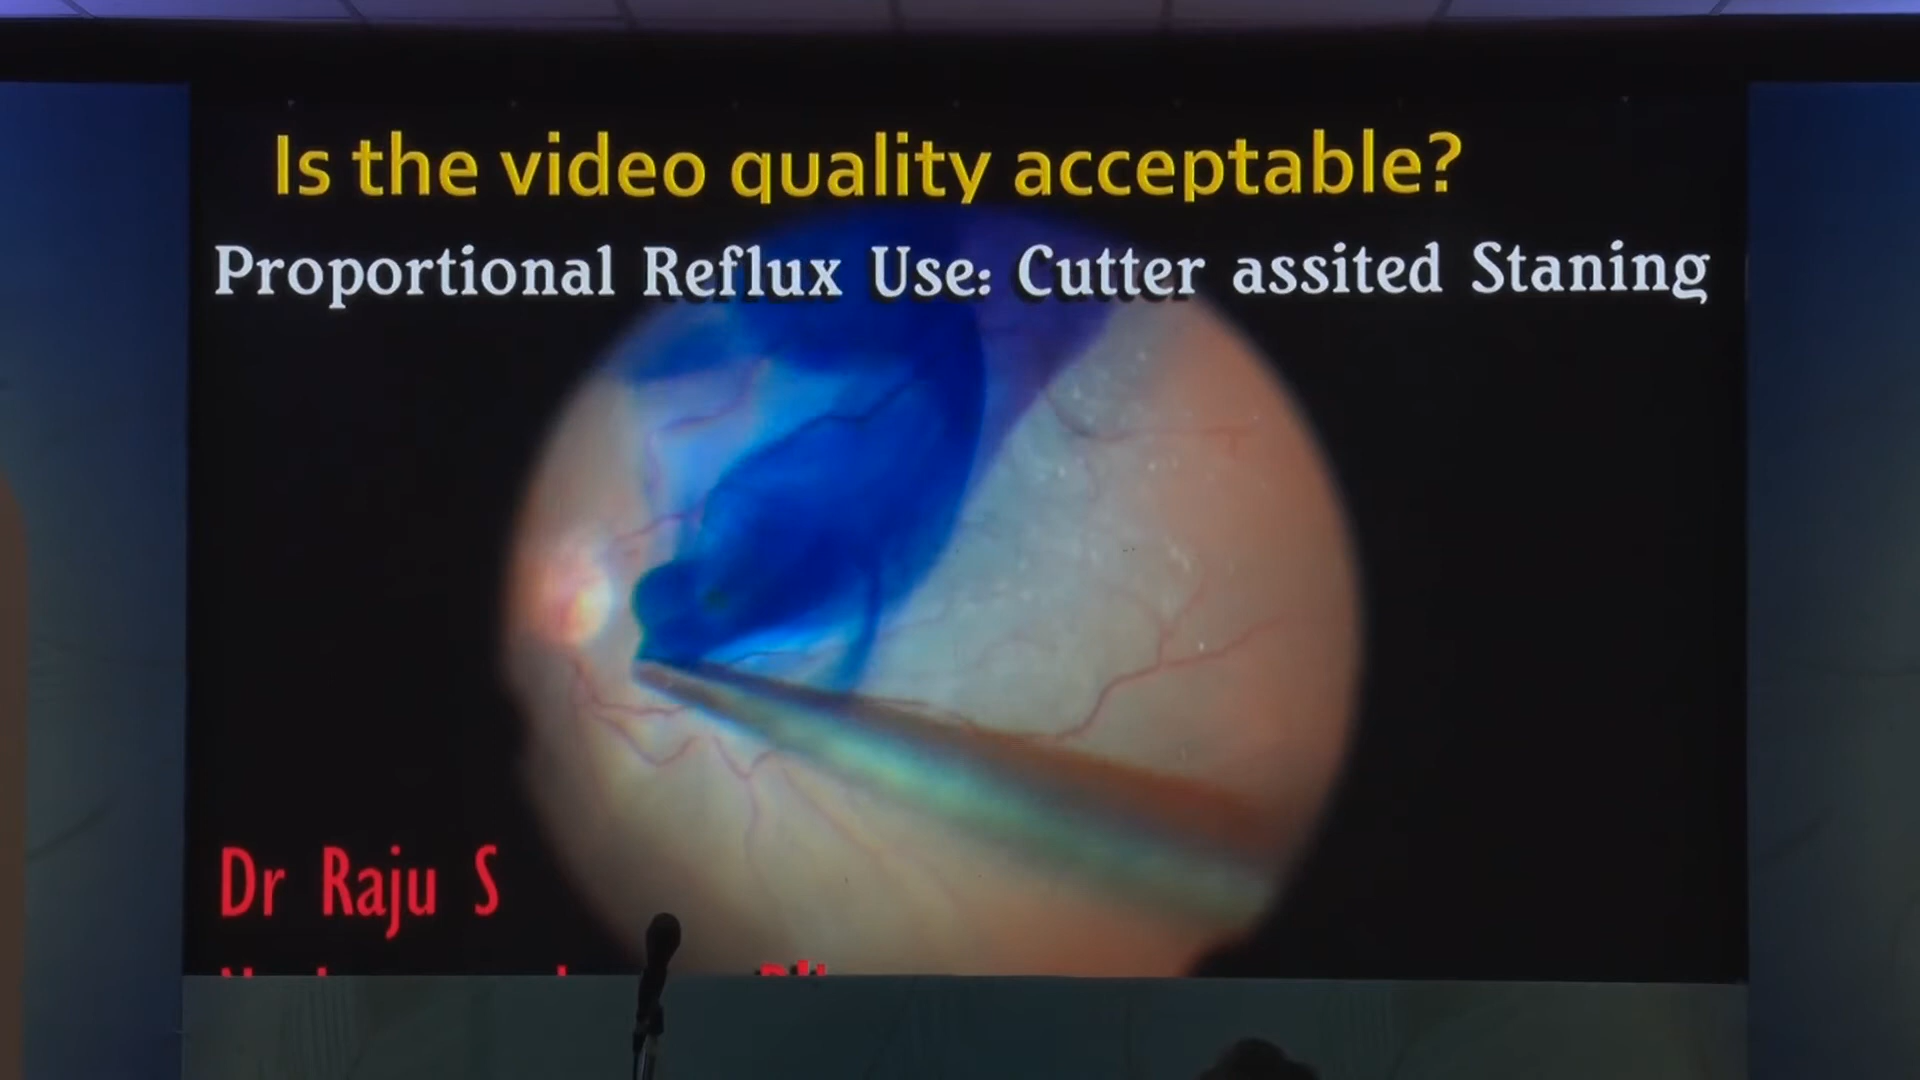 Is the video quality acceptable?
Proportional Reflux Use: Cutter assited Staning
Dr Raju S